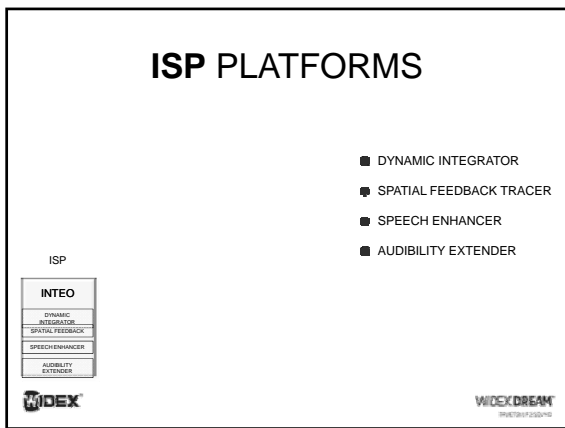 ISP PLATFORMS
DYNAMIC INTEGRATOR
SPATIAL FEEDBACK TRACER
SPEECH ENHANCER
AUDIBILITY EXTENDER
ISP
INTEO
DYNAMIC
INTEGRATOR
SPATIAL FEEDBACK
SPEECH ENHANCER
AUDIBILITY
EXTENDER
WIDEX®
WIDEX DREAM™